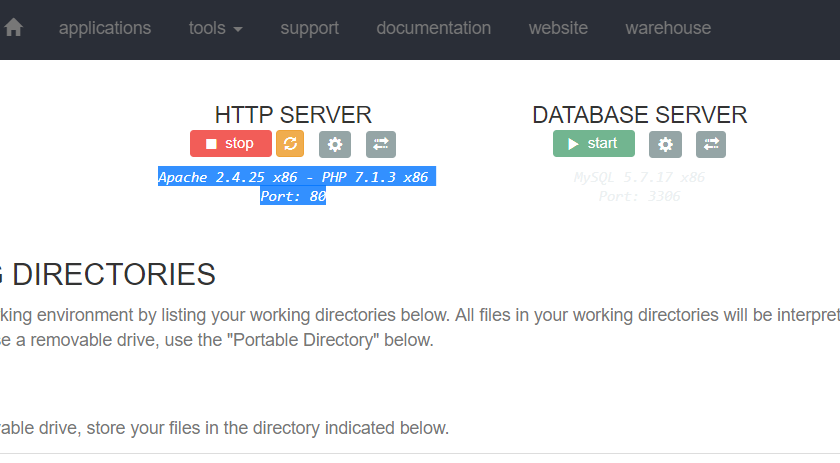 applications tools support documentation website warehouse
HTTP SERVER DATABASE SERVER
stop start
Apache 2.4.25 x86 - PHP 7.1.3 x86 MySQL 5.7.17 x86
Port: 80 Port: 3306
DIRECTORIES
king environment by listing your working directories below. All files in your working directories will be interpret
se a removable drive, use the "Portable Directory" below.
vable drive, store your files in the directory indicated below.